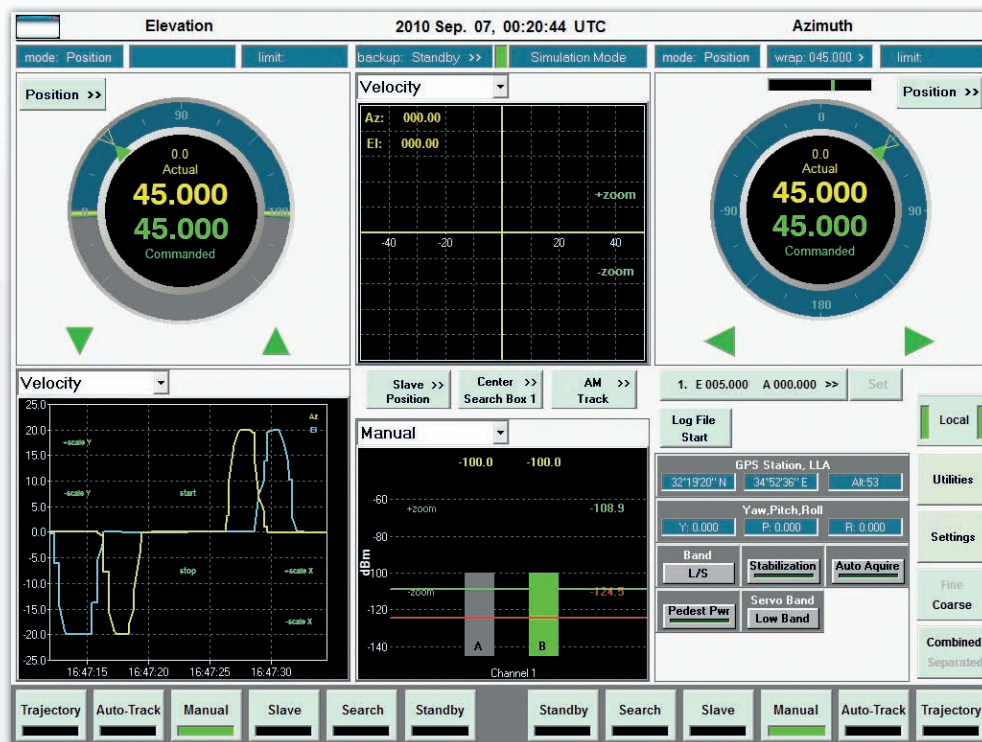 Elevation
2010 Sep. 07, 00:20:44 UTC
Azimuth
mode: Position
limit:
backup: Standby >>
Simulation Mode
mode: Position
wrap: 045.000 >
limit:
Position >>
90
0
180
0.0
Actual
45.000
45.000
Commanded
Velocity
Az: 000.00
El: 000.00
+zoom
-40 -20 20 40
-zoom
Position >>
0
-90
90
180
0.0
Actual
45.000
45.000
Commanded
Velocity
25.0
20.0
15.0
10.0
5.0
0.0
-5.0
-10.0
-15.0
-20.0
-25.0
Az
El
+scale Y
-scale Y
start
stop
+scale X
-scale X
16:47:15 16:47:20 16:47:25 16:47:30
Slave >>
Position
Center >>
Search Box 1
AM >>
Track
Manual
-100.0 -100.0
-60
-80
-100
-120
-140
dBm
+zoom
-108.9
-zoom
-124.5
A B
Channel 1
1. E 005.000 A 000.000 >>
Set
Log File
Start
GPS Station, LLA
32°19'20" N 34°52'36" E Alt:53
Yaw,Pitch,Roll
Y: 0.000 P: 0.000 R: 0.000
Band
L/S
Stabilization
Auto Aquire
Pedest Pwr
Servo Band
Low Band
Local
Utilities
Settings
Fine
Coarse
Combined
Separated
Trajectory Auto-Track Manual Slave Search Standby Standby Search Slave Manual Auto-Track Trajectory